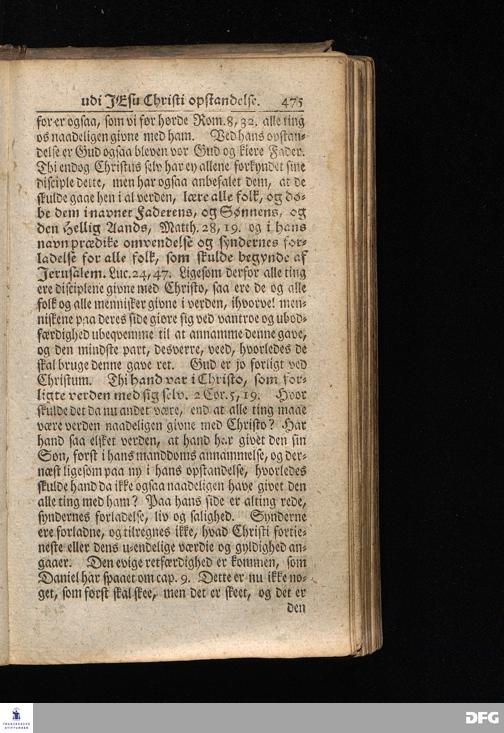 udi JEsu Christi opstandelse. 475
for er ogsaa, som vi før hørde Rom. 8, 32. alle ting
os naadeligen givne med ham. Ved hans opstan-
delse er Gud ogsaa bleven vor Gud og kiere Fader.
Thi endog Christus selv har ey allene forkyndet sine
disciple dette, men har ogsaa anbefalet dem, at de
skulde gaae hen i al verden, lære alle folk, og dø-
be dem i navnet Faderens, og Sønnens, og
den Hellig Aands, Matth. 28, 19. og i hans
navn prædike omvendelse og syndernes for-
ladelse for alle folk, som skulde begynde af
Jerusalem. Luc. 24, 47. Ligesom derfor alle ting
ere disciplene givne med Christo, saa ere de og alle
folk og alle mennisker givne i verden, ihvorvel men-
niskene paa deres side giøre sig ved vantroe og ubod-
færdighed ubeqvemme til at annamme denne gave,
og den mindste part, desverre, veed, hvorledes de
skal bruge denne gave ret. Gud er jo forligt ved
Christum. Thi hand var i Christo, som for-
ligte verden med sig selv. 2 Cor. 5, 19. Hvor
skulde det da nu andet være, end at alle ting maae
være verden naadeligen givne med Christo? Har
hand saa elsket verden, at hand har givet den sin
Søn, først i hans manddoms annammelse, og der-
næst ligesom paa ny i hans opstandelse, hvorledes
skulde hand da ikke ogsaa naadeligen have givet den
alle ting med ham? Paa hans side er alting rede,
syndernes forladelse, liv og salighed. Synderne
ere forladne, og tilregnes ikke, hvad Christi fortie-
neste eller dens uendelige værdie og gyldighed an-
gaaer. Den evige retfærdighed er kommen, som
Daniel har spaaet om cap. 9. Dette er nu ikke no-
get, som først skal skee, men det er skeet, og det er
den
FRANCKESCHE
STIFTUNGEN
DFG